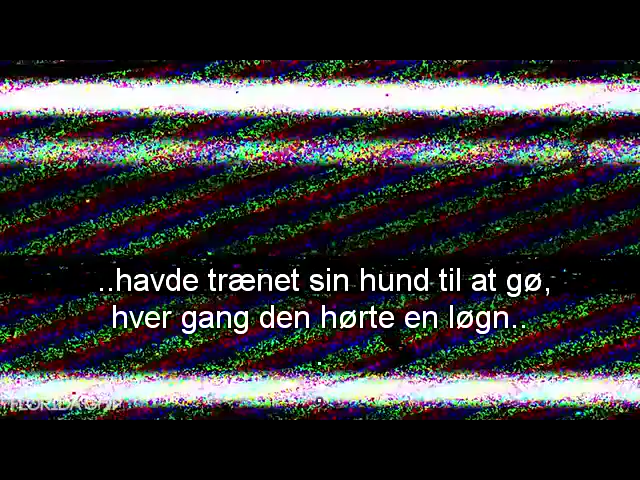 ..havde trænet sin hund til at gø,
hver gang den hørte en løgn..